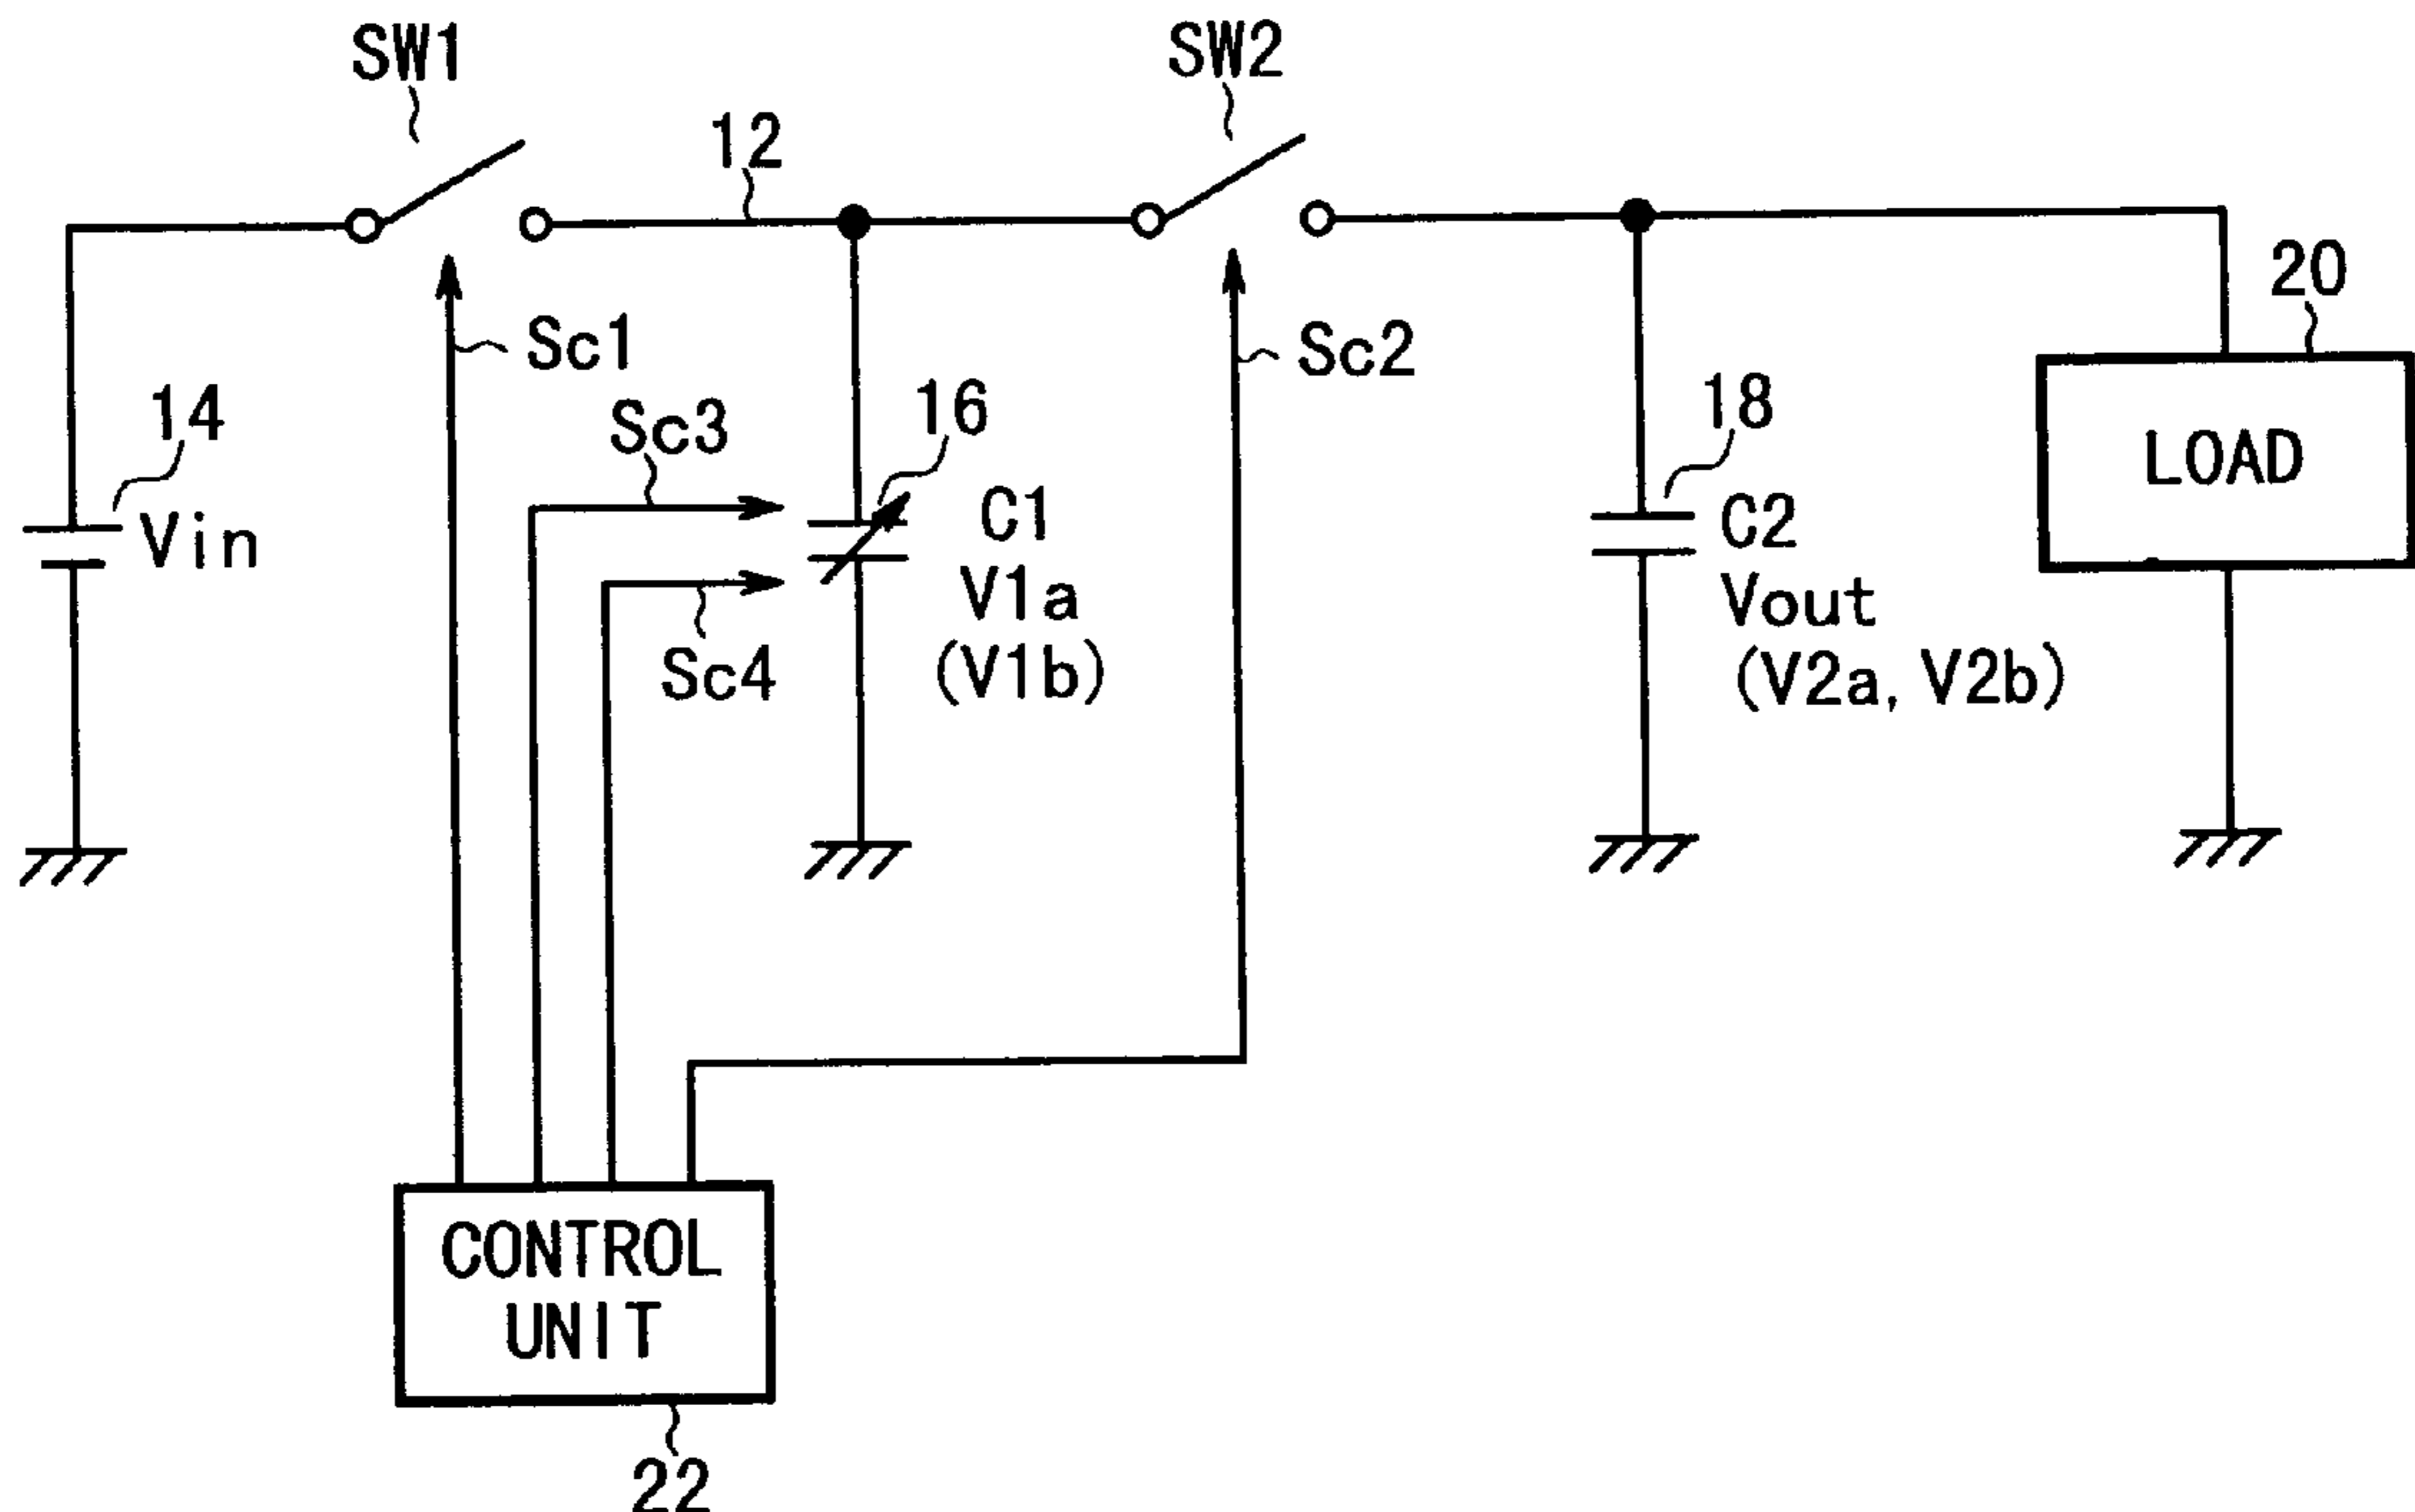 SW1
SW2
12
Sc1
Sc2
20
14
Sc3
16
18
LOAD
Vin
C1
C2
V1a
Vout
Sc4
(V1b)
(V2a, V2b)
CONTROL
UNIT
22